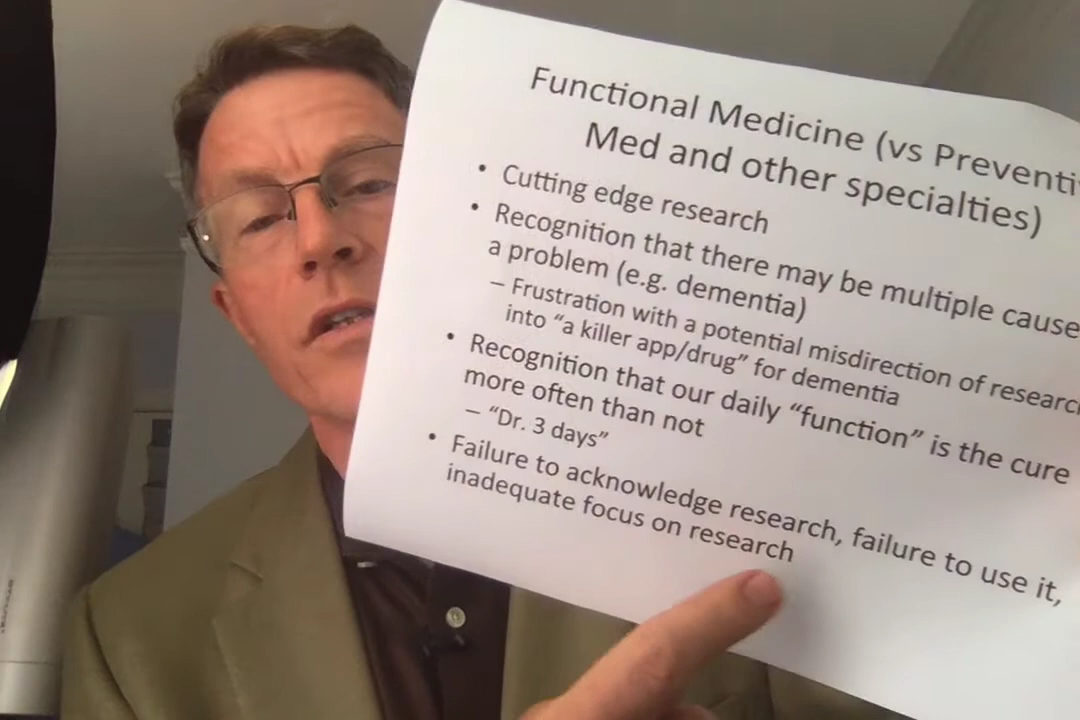 Functional Medicine (vs Preventiv
Med and other specialties)
• Cutting edge research
• Recognition that there may be multiple cause
a problem (e.g. dementia)
– Frustration with a potential misdirection of researc
into “a killer app/drug” for dementia
• Recognition that our daily “function” is the cure
more often than not
– “Dr. 3 days”
• Failure to acknowledge research, failure to use it,
inadequate focus on research